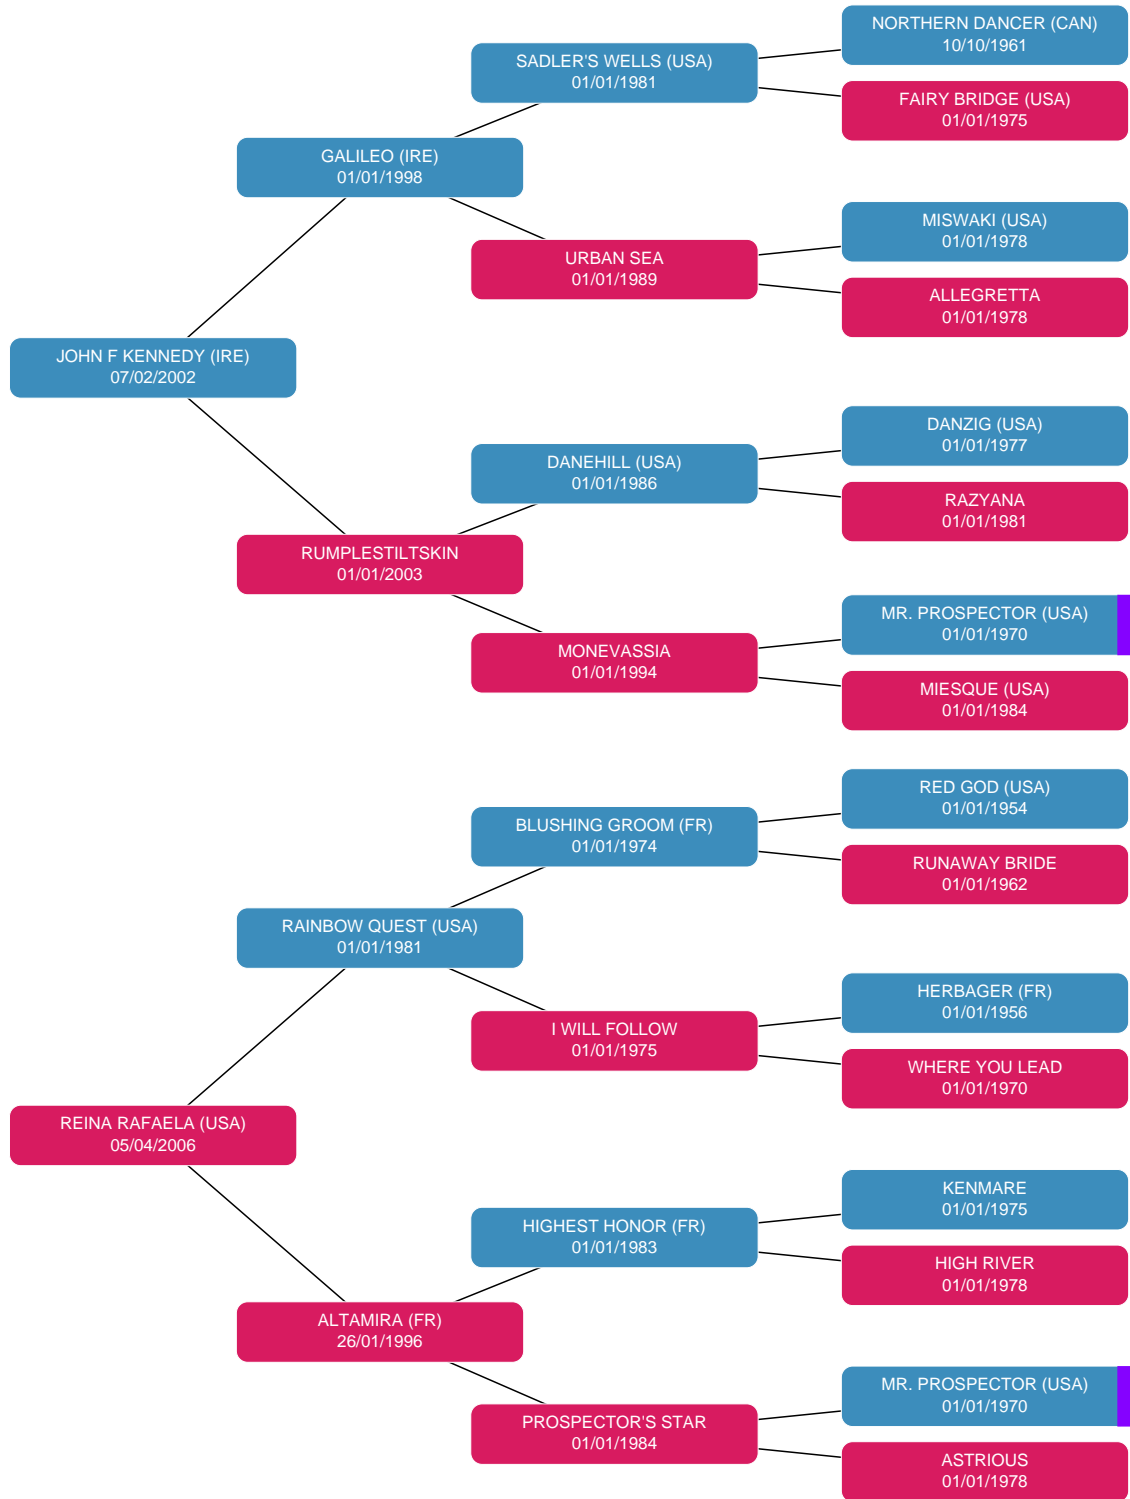 NORTHERN DANCER (CAN)
10/10/1961
SADLER'S WELLS (USA)
01/01/1981
FAIRY BRIDGE (USA)
01/01/1975
GALILEO (IRE)
01/01/1998
MISWAKI (USA)
01/01/1978
URBAN SEA
01/01/1989
ALLEGRETTA
01/01/1978
JOHN F KENNEDY (IRE)
07/02/2002
DANZIG (USA)
01/01/1977
DANEHILL (USA)
01/01/1986
RAZYANA
01/01/1981
RUMPLESTILTSKIN
01/01/2003
MR. PROSPECTOR (USA)
01/01/1970
MONEVASSIA
01/01/1994
MIESQUE (USA)
01/01/1984
RED GOD (USA)
01/01/1954
BLUSHING GROOM (FR)
01/01/1974
RUNAWAY BRIDE
01/01/1962
RAINBOW QUEST (USA)
01/01/1981
HERBAGER (FR)
01/01/1956
I WILL FOLLOW
01/01/1975
WHERE YOU LEAD
01/01/1970
REINA RAFAELA (USA)
05/04/2006
KENMARE
01/01/1975
HIGHEST HONOR (FR)
01/01/1983
HIGH RIVER
01/01/1978
ALTAMIRA (FR)
26/01/1996
MR. PROSPECTOR (USA)
01/01/1970
PROSPECTOR'S STAR
01/01/1984
ASTRIOUS
01/01/1978